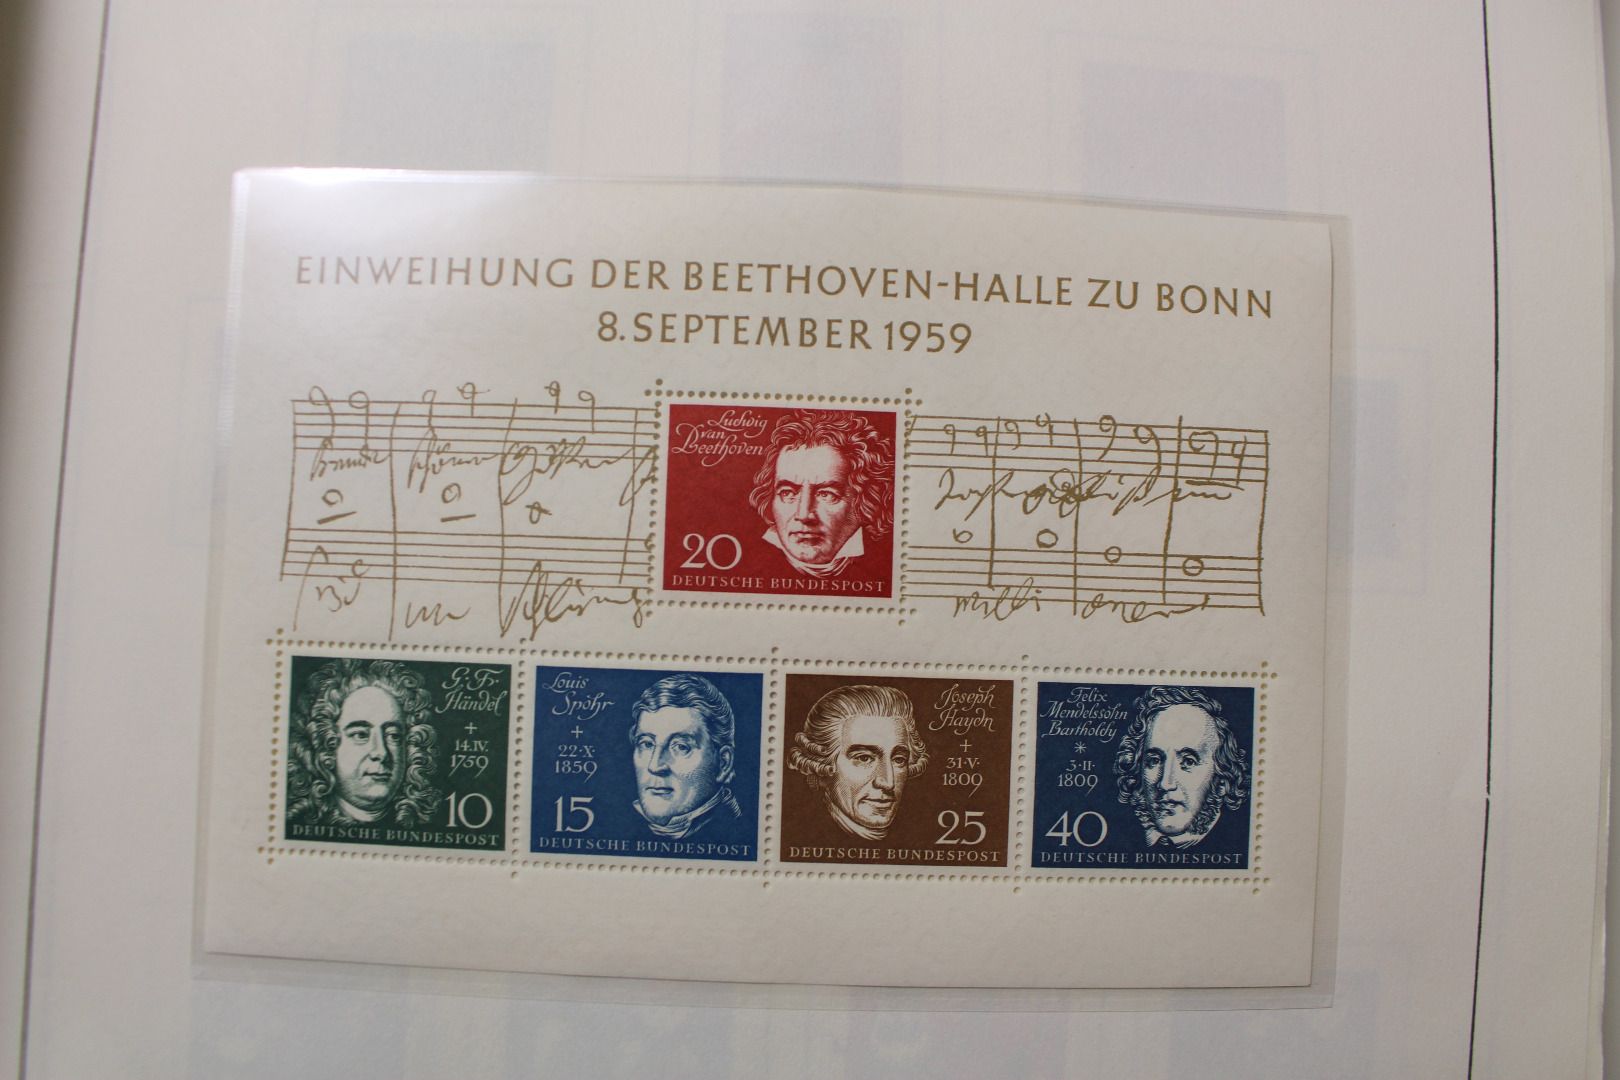 EINWEIHUNG DER BEETHOVEN-HALLE ZU BONN
8. SEPTEMBER 1959
Ludwig
van
Beethoven
20
DEUTSCHE BUNDESPOST
G. Fr.
Händel
+
14.IV.
1759
10
DEUTSCHE BUNDESPOST
Louis
Spohr
+
22·X·
1859
15
DEUTSCHE BUNDESPOST
Joseph
Haydn
+
31·V·
1809
25
DEUTSCHE BUNDESPOST
Felix
Mendelssohn
Bartholdy
*
3·II·
1809
40
DEUTSCHE BUNDESPOST